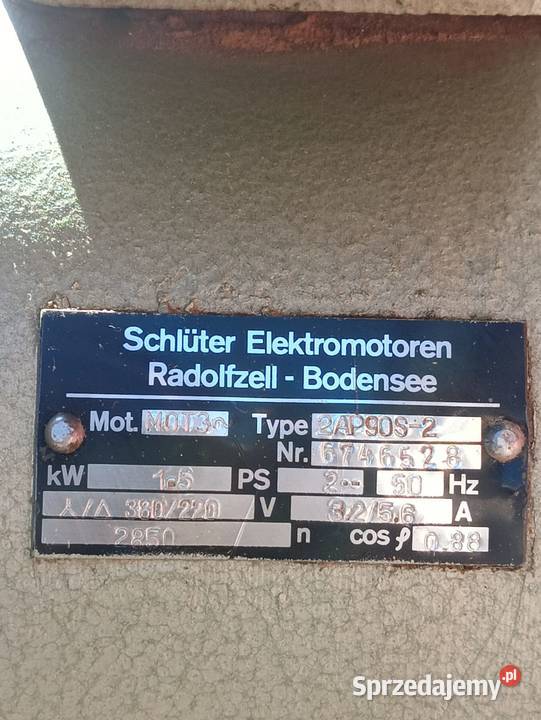 Schlüter Elektromotoren
Radolfzell - Bodensee
Mot. MOT3~ Type 2AP90S-2
Nr. 6746528
kW 1.5 PS 2- 50 Hz
⅄/△ 380/220 V 3.2/5.6 A
2850 n cos φ 0.88
Sprzedajemy.pl